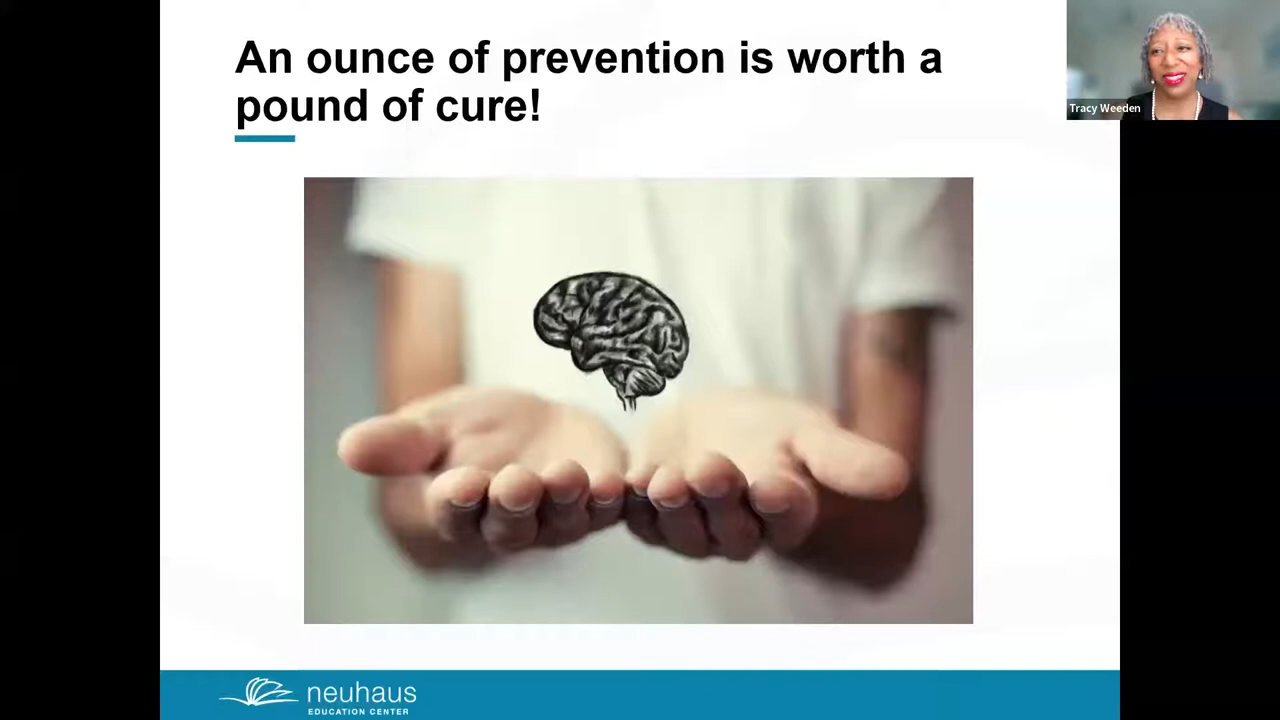 An ounce of prevention is worth a
pound of cure!
Tracy Weeden
neuhaus
EDUCATION CENTER